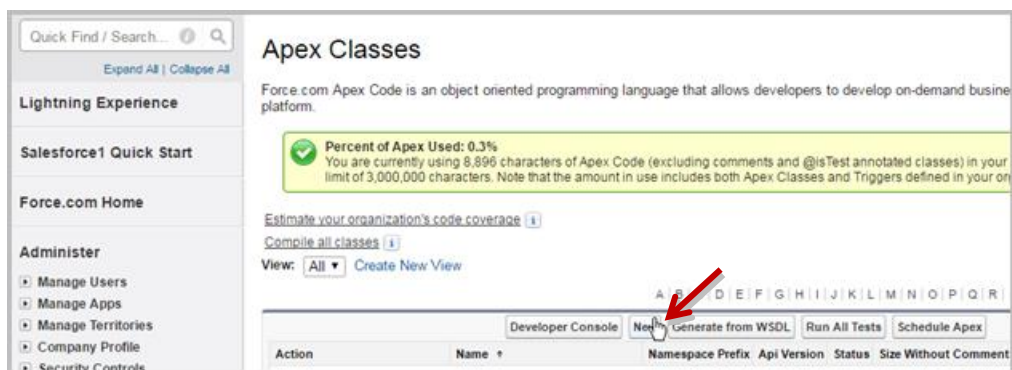 Quick Find / Search...
Expand All | Collapse All
Lightning Experience
Salesforce1 Quick Start
Force.com Home
Administer
Manage Users
Manage Apps
Manage Territories
Company Profile
Security Controls
Apex Classes
Force.com Apex Code is an object oriented programming language that allows developers to develop on-demand busine
platform.
Percent of Apex Used: 0.3%
You are currently using 8,896 characters of Apex Code (excluding comments and @isTest annotated classes) in your
limit of 3,000,000 characters. Note that the amount in use includes both Apex Classes and Triggers defined in your or
Estimate your organization's code coverage i
Compile all classes i
View: All Create New View
A | B | D | E | F | G | H | I | J | K | L | M | N | O | P | Q | R |
Developer Console Ne Generate from WSDL Run All Tests Schedule Apex
Action Name ↑ Namespace Prefix Api Version Status Size Without Comment